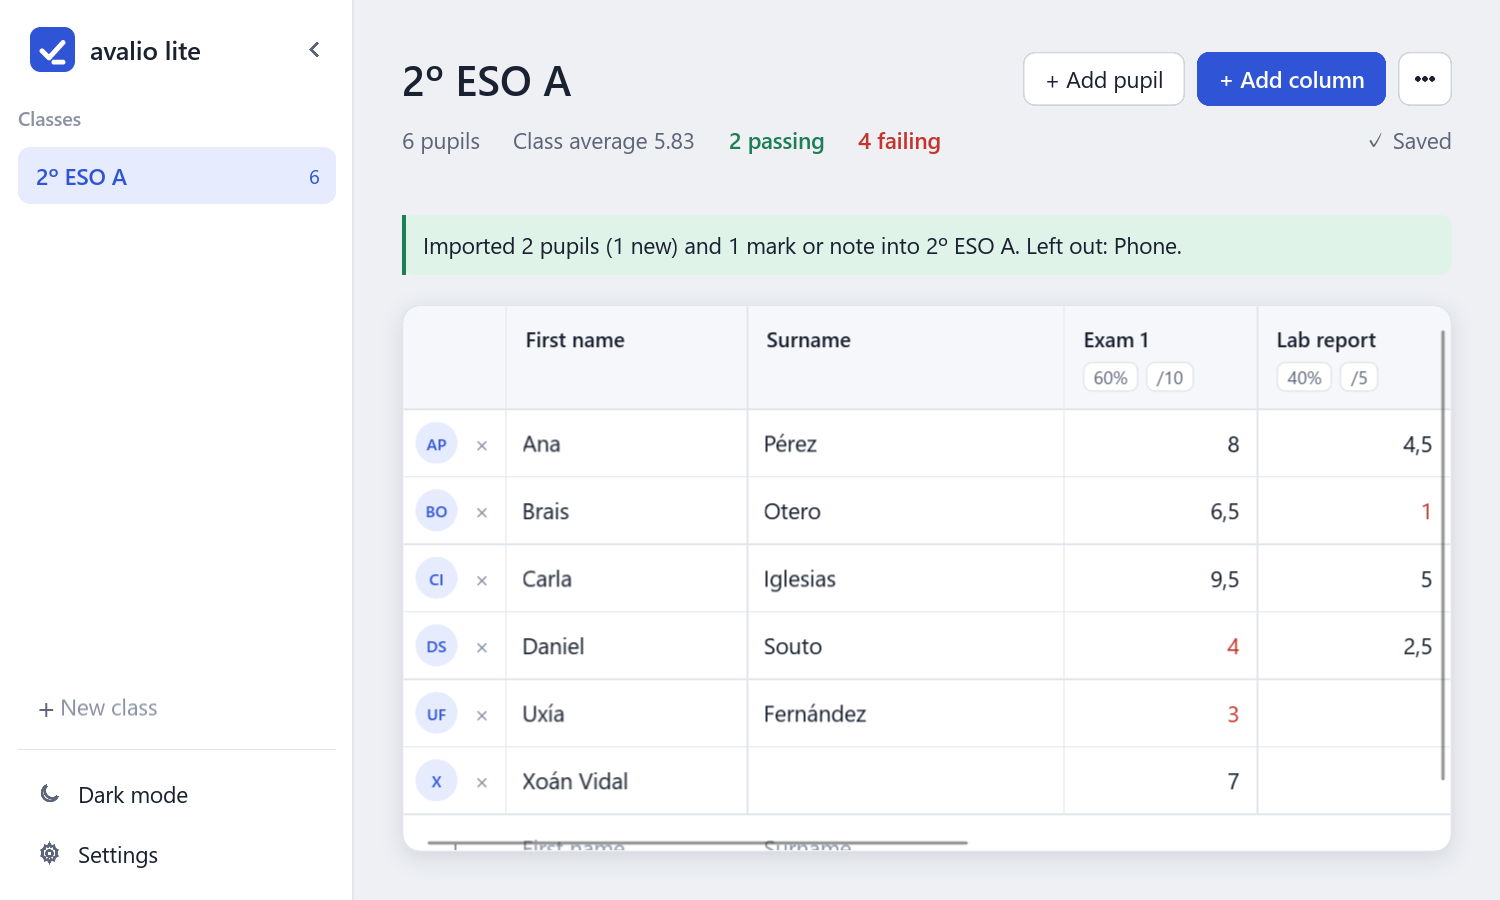 avalio lite
Classes
2º ESO A 6
+ New class
Dark mode
Settings
2º ESO A
+ Add pupil
+ Add column
•••
6 pupils Class average 5.83 2 passing 4 failing
✓ Saved
Imported 2 pupils (1 new) and 1 mark or note into 2º ESO A. Left out: Phone.
First name Surname Exam 1 Lab report
60% /10 40% /5
AP × Ana Pérez 8 4,5
BO × Brais Otero 6,5 1
CI × Carla Iglesias 9,5 5
DS × Daniel Souto 4 2,5
UF × Uxía Fernández 3
X × Xoán Vidal 7
First name Surname